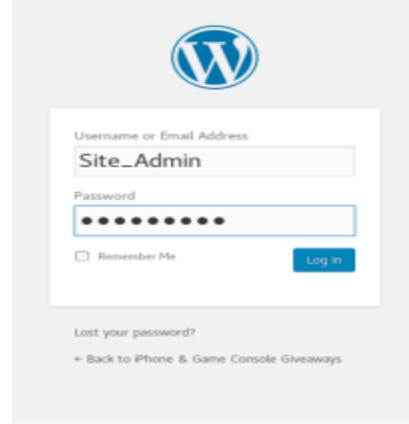 Username or Email Address
Site_Admin
Password
●●●●●●●●●
Remember Me
Log In
Lost your password?
← Back to iPhone & Game Console Giveaways